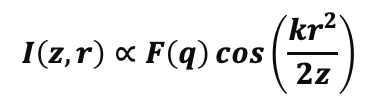 I(z,r) ∝ F(q) cos(kr²/2z)